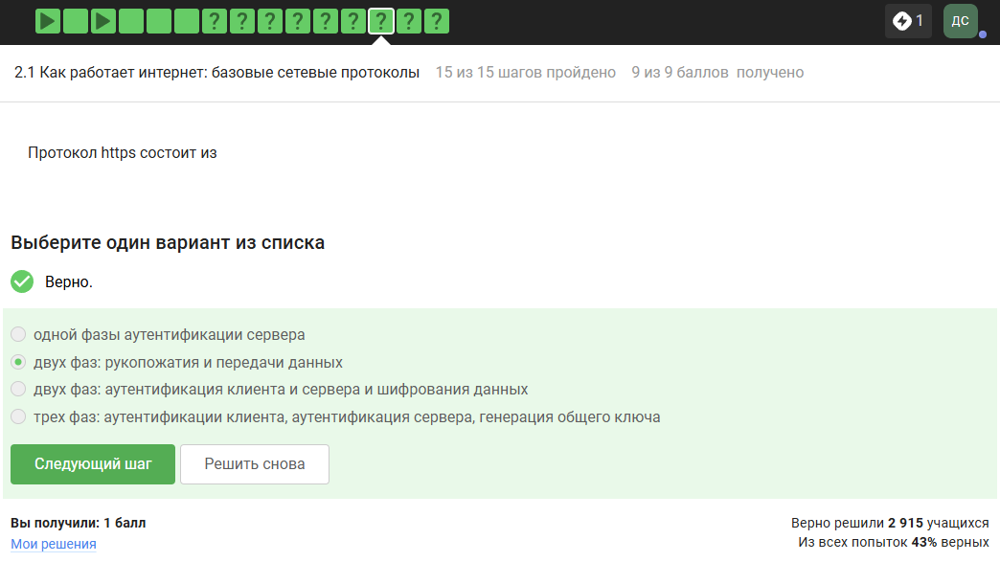 ? ? ? ? ? ? ? ? ?
1
ДС
2.1 Как работает интернет: базовые сетевые протоколы 15 из 15 шагов пройдено 9 из 9 баллов получено
Протокол https состоит из
Выберите один вариант из списка
Верно.
одной фазы аутентификации сервера
двух фаз: рукопожатия и передачи данных
двух фаз: аутентификация клиента и сервера и шифрования данных
трех фаз: аутентификации клиента, аутентификация сервера, генерация общего ключа
Следующий шаг Решить снова
Вы получили: 1 балл Верно решили 2 915 учащихся
Мои решения Из всех попыток 43% верных